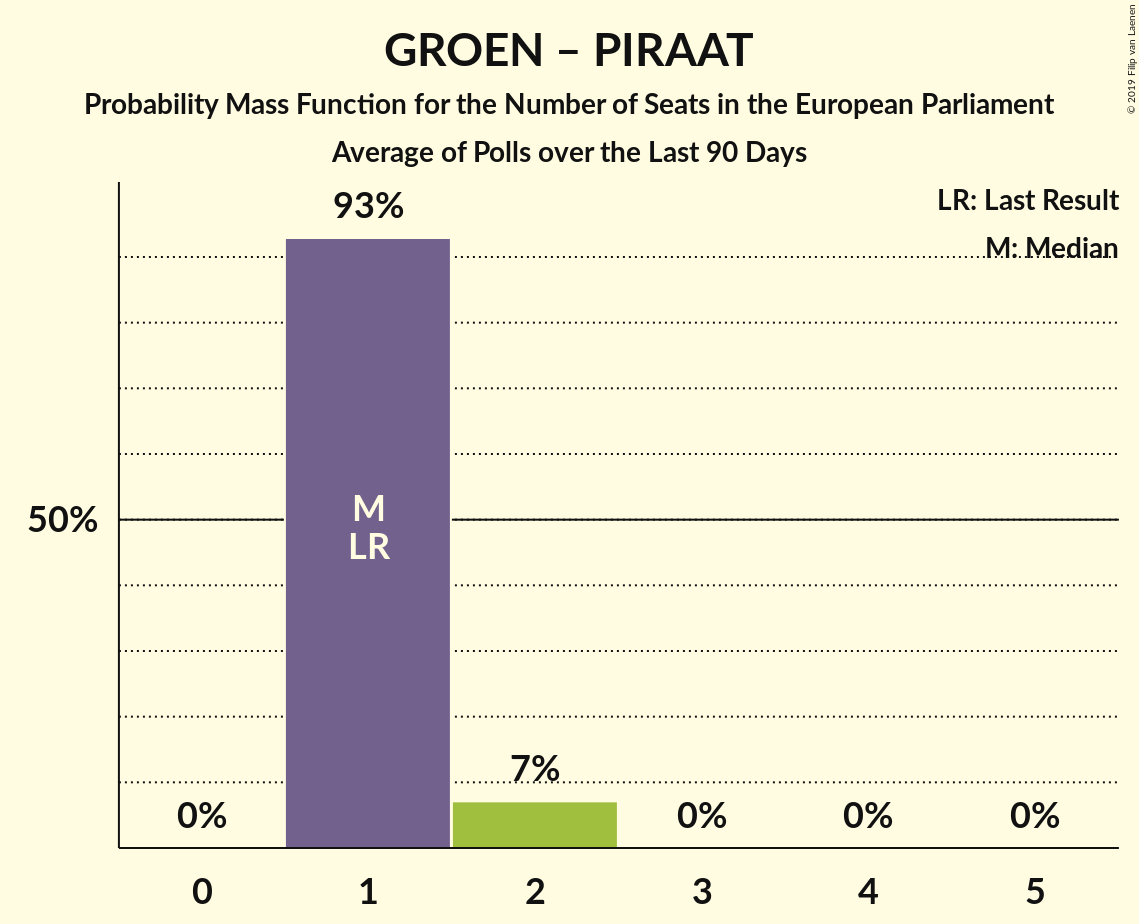 GROEN – PIRAAT
Probability Mass Function for the Number of Seats in the European Parliament
Average of Polls over the Last 90 Days
© 2019 Filip van Laenen
LR: Last Result
M: Median
93%
50%
M
LR
7%
0%
0%
0%
0%
0
1
2
3
4
5